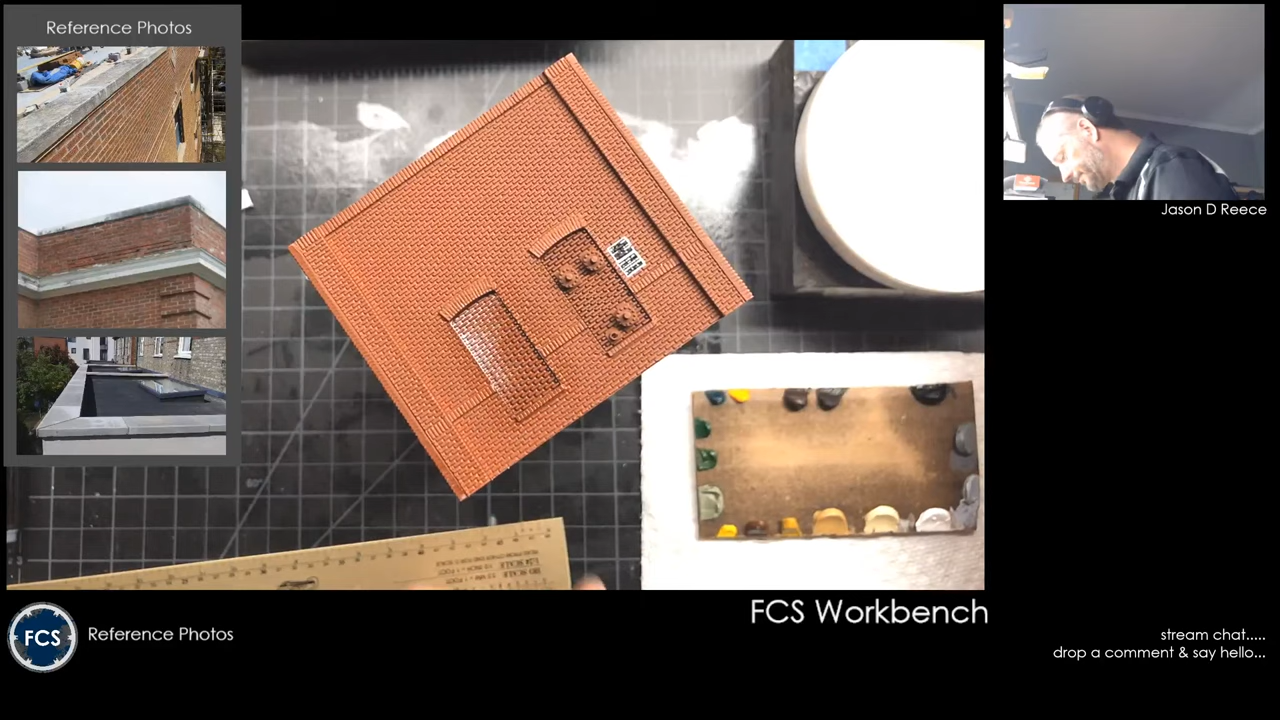 Reference Photos
Jason D Reece
FCS Workbench
FCS
Reference Photos
stream chat.....
drop a comment & say hello...